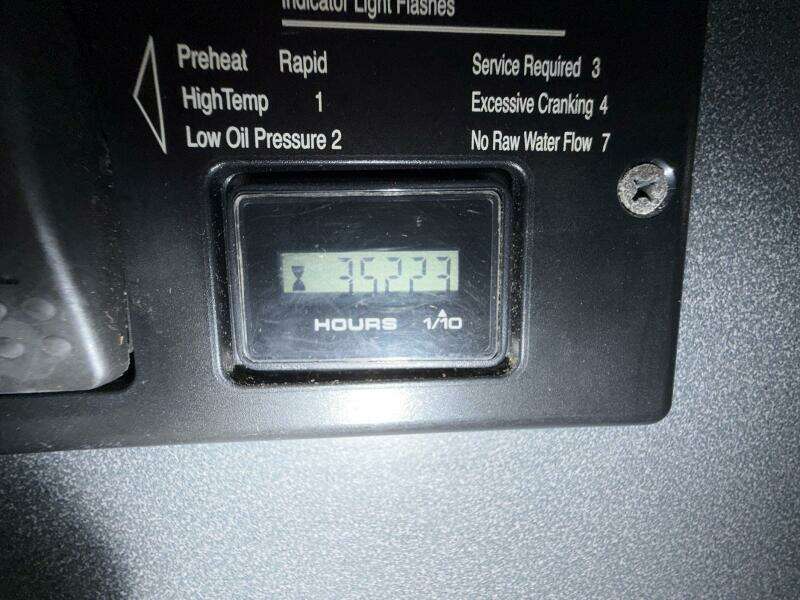 Indicator Light Flashes
Preheat Rapid Service Required 3
HighTemp 1 Excessive Cranking 4
Low Oil Pressure 2 No Raw Water Flow 7
35223
HOURS 1/10